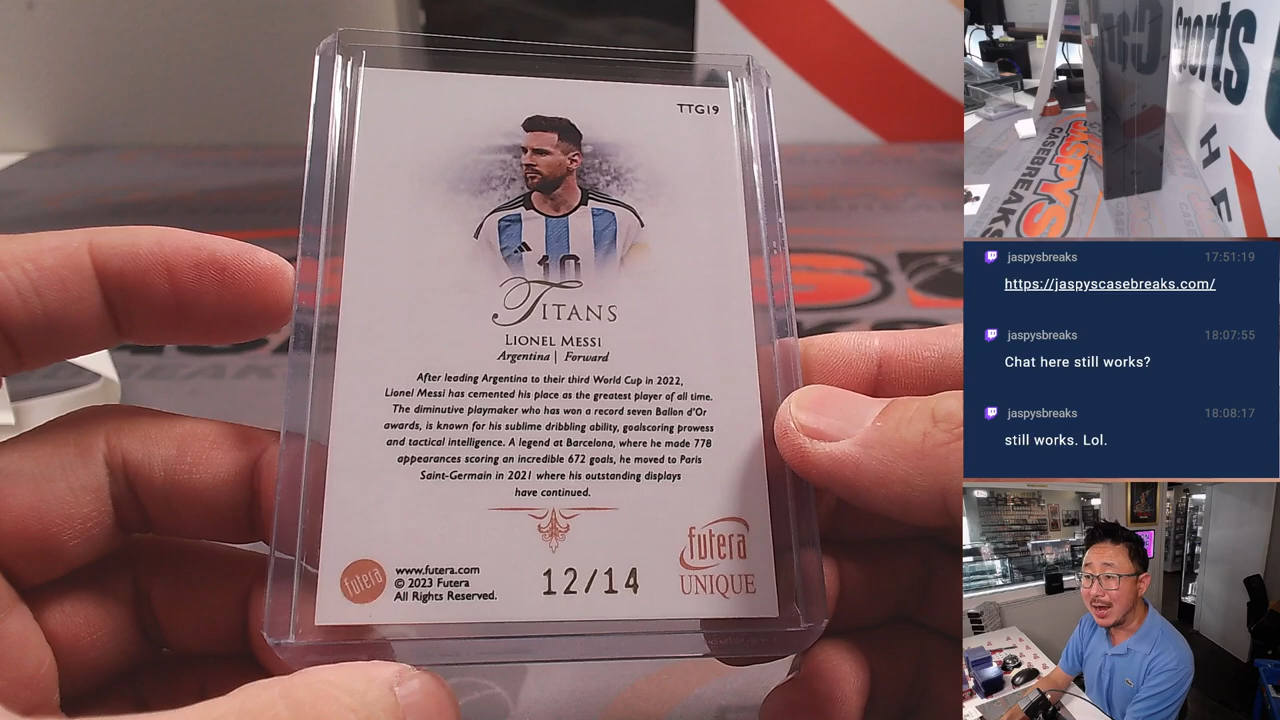 TTG19
10
TITANS
LIONEL MESSI
Argentina | Forward
After leading Argentina to their third World Cup in 2022,
Lionel Messi has cemented his place as the greatest player of all time.
The diminutive playmaker who has won a record seven Ballon d'Or
awards, is known for his sublime dribbling ability, goalscoring prowess
and tactical intelligence. A legend at Barcelona, where he made 778
appearances scoring an incredible 672 goals, he moved to Paris
Saint-Germain in 2021 where his outstanding displays
have continued.
futera
www.futera.com
© 2023 Futera
All Rights Reserved.
12/14
futera
UNIQUE
Sports
JASPYS
CASEBREAKS
jaspysbreaks 17:51:19
https://jaspyscasebreaks.com/
jaspysbreaks 18:07:55
Chat here still works?
jaspysbreaks 18:08:17
still works. Lol.